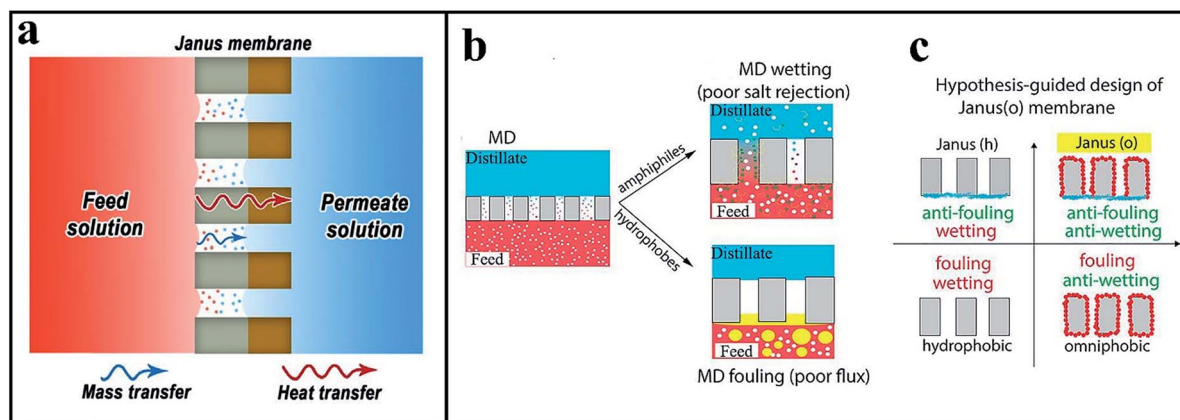 a
Janus membrane
Feed
solution
Permeate
solution
Mass transfer
Heat transfer
b
MD
Distillate
Feed
amphiphiles
hydrophobes
MD wetting
(poor salt rejection)
Distillate
Feed
Distillate
Feed
MD fouling (poor flux)
c
Hypothesis-guided design of
Janus(o) membrane
Janus (h)
Janus (o)
anti-fouling
wetting
anti-fouling
anti-wetting
fouling
wetting
hydrophobic
fouling
anti-wetting
omniphobic